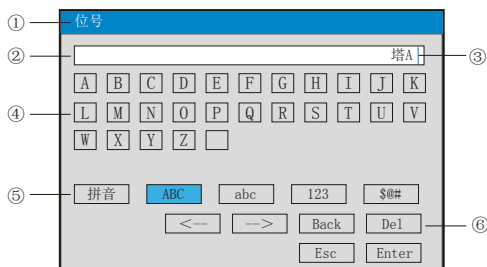 ① 位号
② 塔A ③
A B C D E F G H I J K
④ L M N O P Q R S T U V
W X Y Z
⑤ 拼音 ABC abc 123 $@#
<-- --> Back Del ⑥
Esc Enter